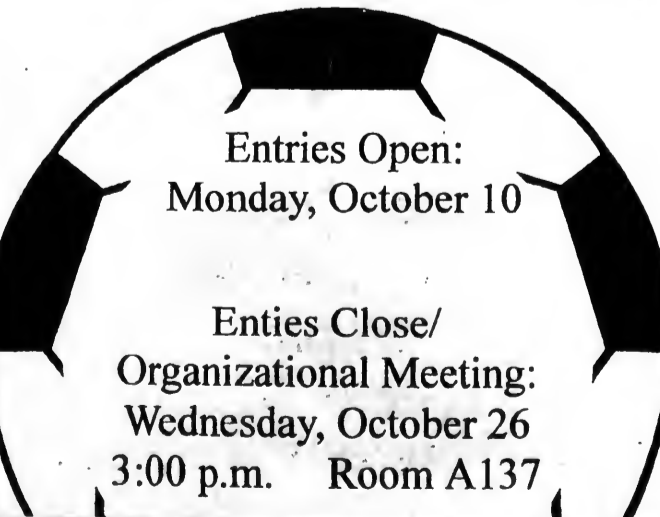 Entries Open:
Monday, October 10
Enties Close/
Organizational Meeting:
Wednesday, October 26
3:00 p.m. Room A137